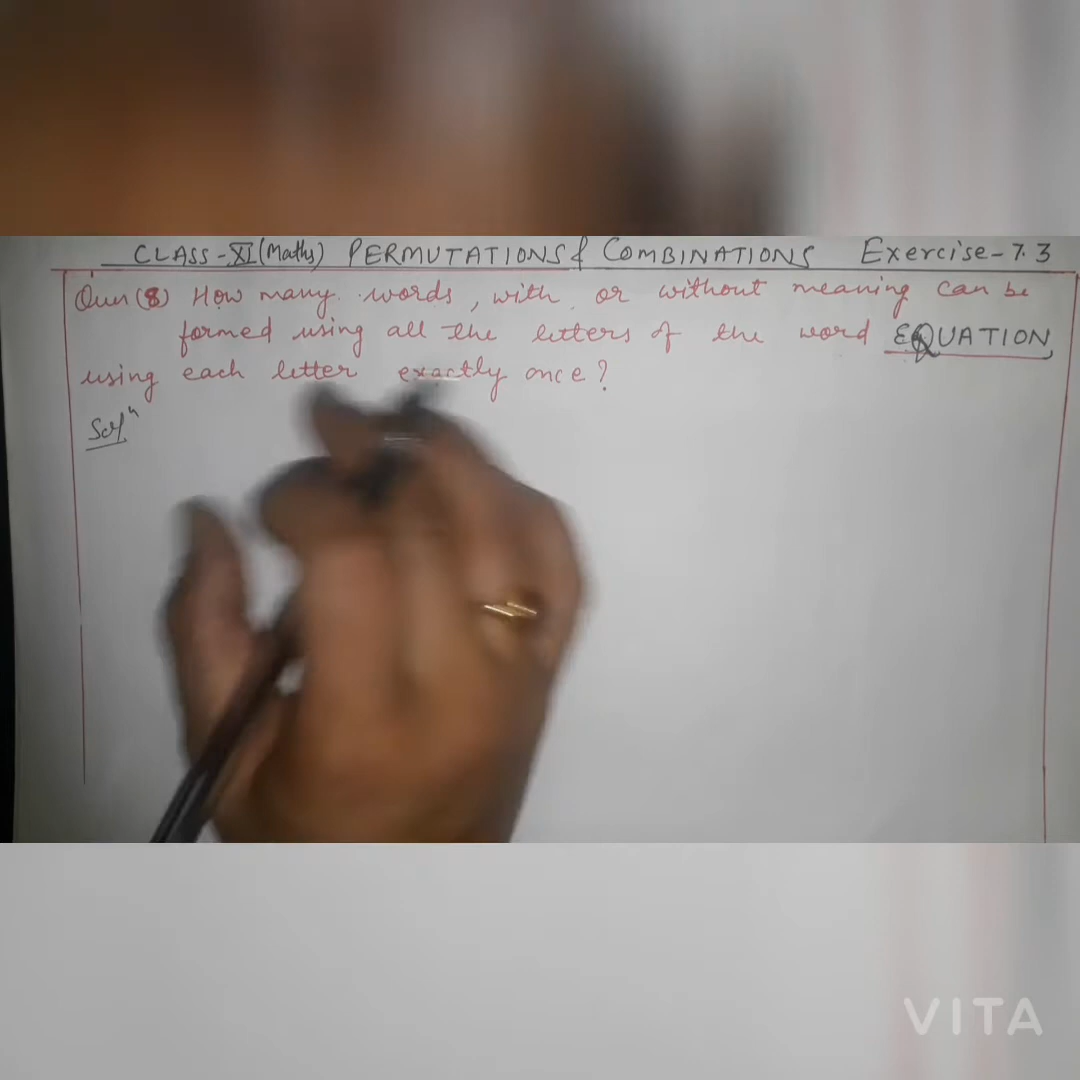 CLASS-XI (Maths) PERMUTATIONS & COMBINATIONS Exercise-7.3
Qun (8) How many words, with or without meaning can be
formed using all the letters of the word EQUATION
using each letter exactly once?
Solⁿ
VITA